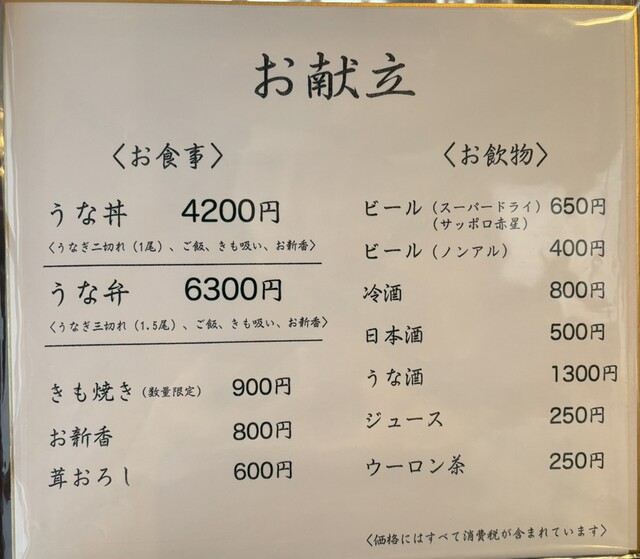 お献立
〈お食事〉
うな丼 4200円
〈うなぎ二切れ（1尾）、ご飯、きも吸い、お新香〉
うな弁 6300円
〈うなぎ三切れ（1.5尾）、ご飯、きも吸い、お新香〉
きも焼き（数量限定） 900円
お新香 800円
茸おろし 600円
〈お飲物〉
ビール（スーパードライ） 650円
（サッポロ赤星）
ビール（ノンアル） 400円
冷酒 800円
日本酒 500円
うな酒 1300円
ジュース 250円
ウーロン茶 250円
〈価格にはすべて消費税が含まれています〉